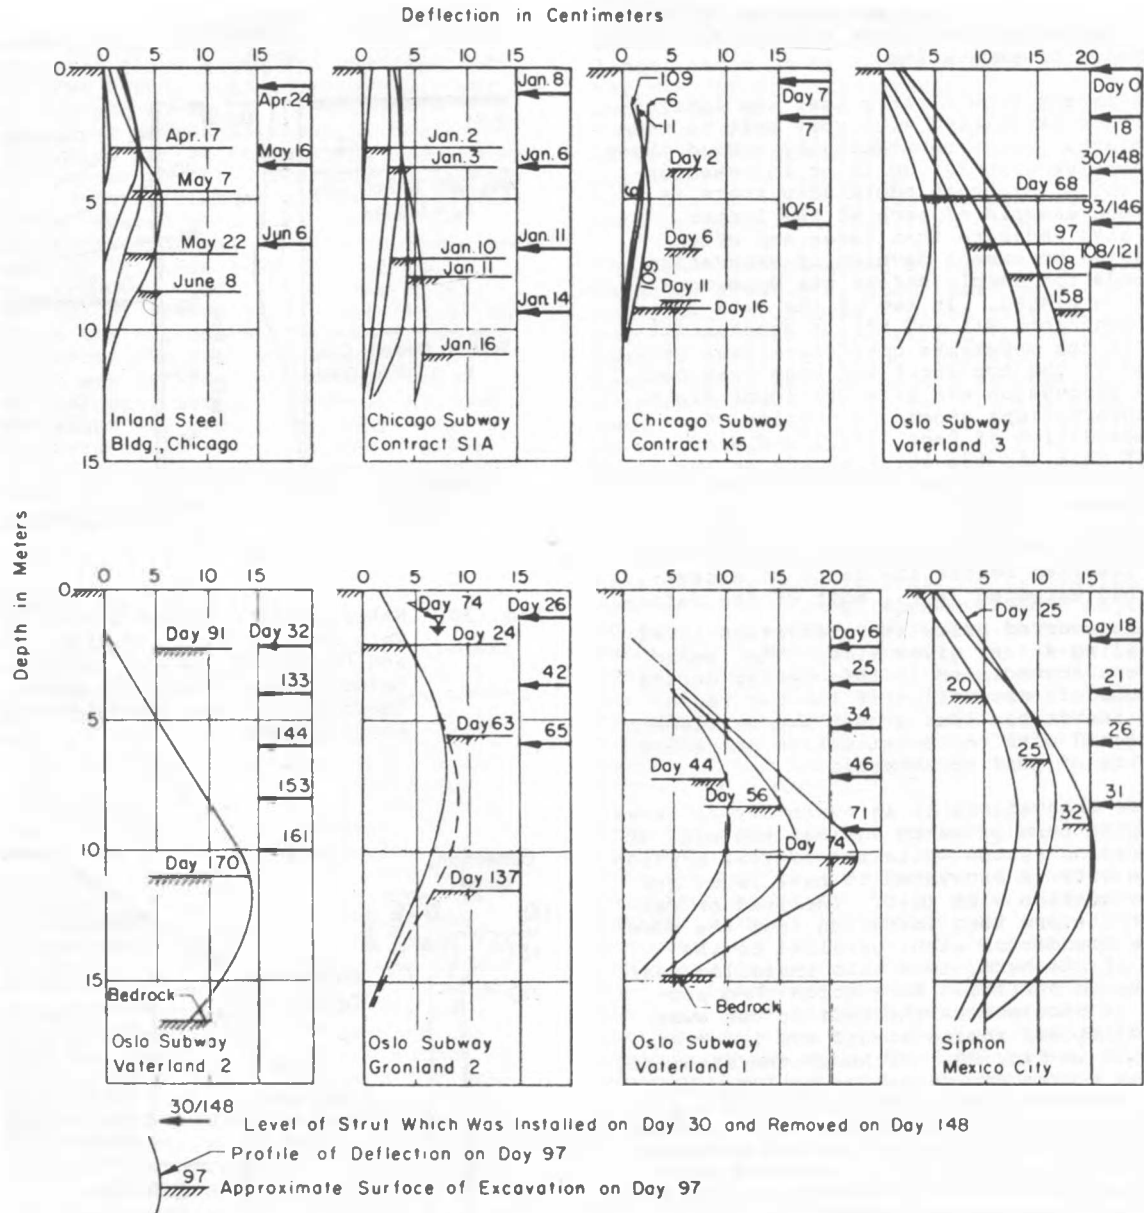 Deflection in Centimeters
0 5 10 15
0 5 10 15
0 5 10 15
0 5 10 15 20
0
5
10
15
Apr. 24
Apr. 17
May 16
May 7
Jun 6
May 22
June 8
Inland Steel
Bldg., Chicago
Jan. 8
Jan. 2
Jan. 3
Jan. 6
Jan. 10
Jan. 11
Jan. 11
Jan. 14
Jan. 16
Chicago Subway
Contract S1A
109
6
11
Day 7
7
Day 2
6
10/51
Day 6
109
Day 11
Day 16
Chicago Subway
Contract K5
Day 0
18
30/148
Day 68
93/146
97
108/121
108
158
Oslo Subway
Vaterland 3
Depth in Meters
0 5 10 15
0 5 10 15
0 5 10 15 20
0 5 10 15
0
5
10
15
Day 91
Day 32
133
144
153
161
Day 170
Bedrock
Oslo Subway
Vaterland 2
Day 74
Day 26
Day 24
42
Day 63
65
Day 137
Oslo Subway
Gronland 2
Day 6
25
34
Day 44
46
Day 56
71
Day 74
Bedrock
Oslo Subway
Vaterland 1
Day 25
Day 18
20
21
25
26
31
32
Siphon
Mexico City
30/148
Level of Strut Which Was Installed on Day 30 and Removed on Day 148
Profile of Deflection on Day 97
97
Approximate Surface of Excavation on Day 97